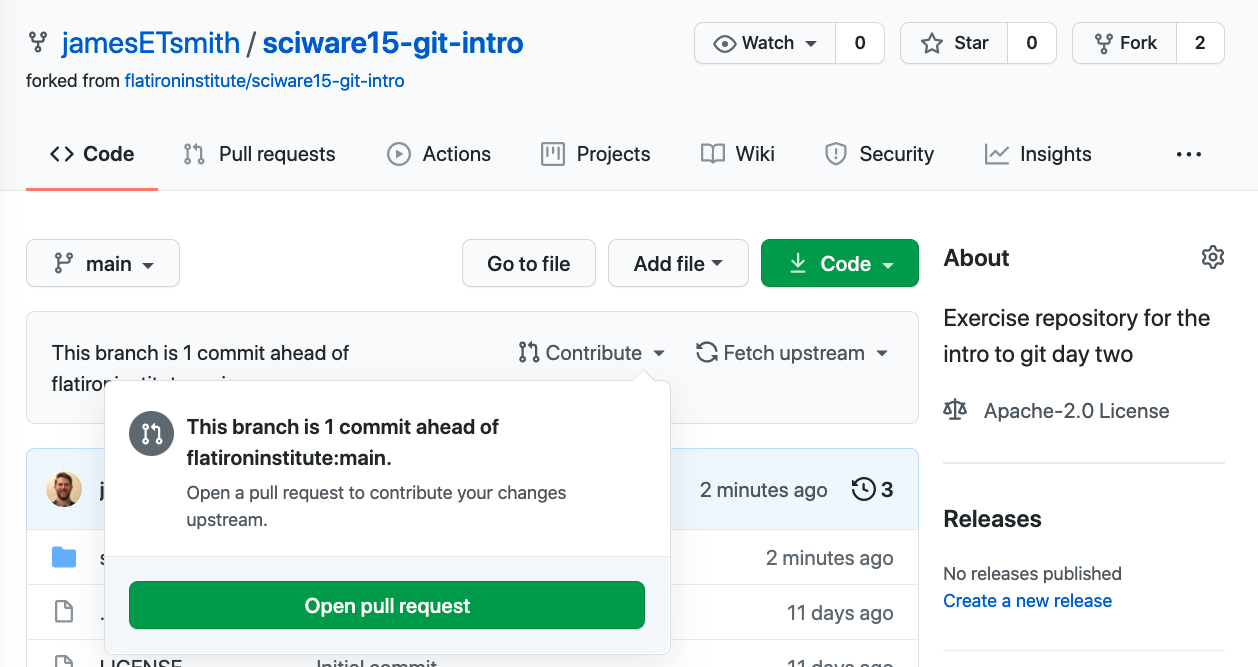 jamesETsmith / sciware15-git-intro
Watch 0
Star 0
Fork 2
forked from flatironinstitute/sciware15-git-intro
Code
Pull requests
Actions
Projects
Wiki
Security
Insights
main
Go to file
Add file
Code
This branch is 1 commit ahead of
Contribute
Fetch upstream
This branch is 1 commit ahead of
flatironinstitute:main.
Open a pull request to contribute your changes
upstream.
Open pull request
2 minutes ago 3
2 minutes ago
11 days ago
LICENSE Initial commit 11 days ago
About
Exercise repository for the
intro to git day two
Apache-2.0 License
Releases
No releases published
Create a new release